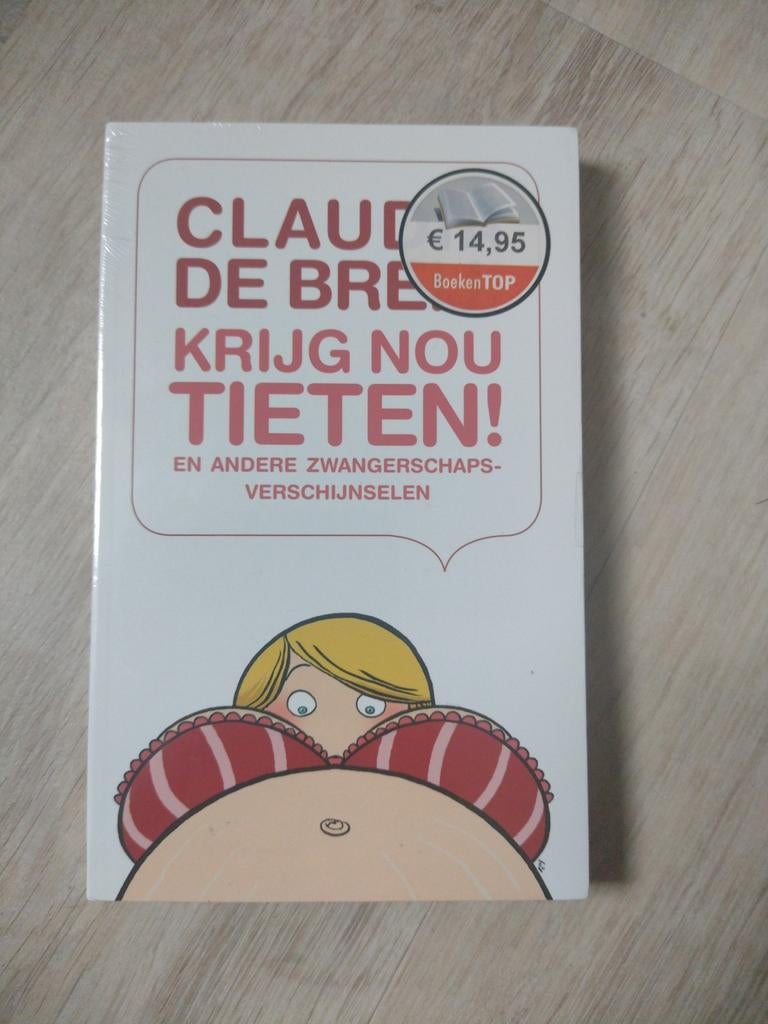 CLAUD
DE BRE
€ 14,95
BoekenTOP
KRIJG NOU
TIETEN!
EN ANDERE ZWANGERSCHAPS-
VERSCHIJNSELEN